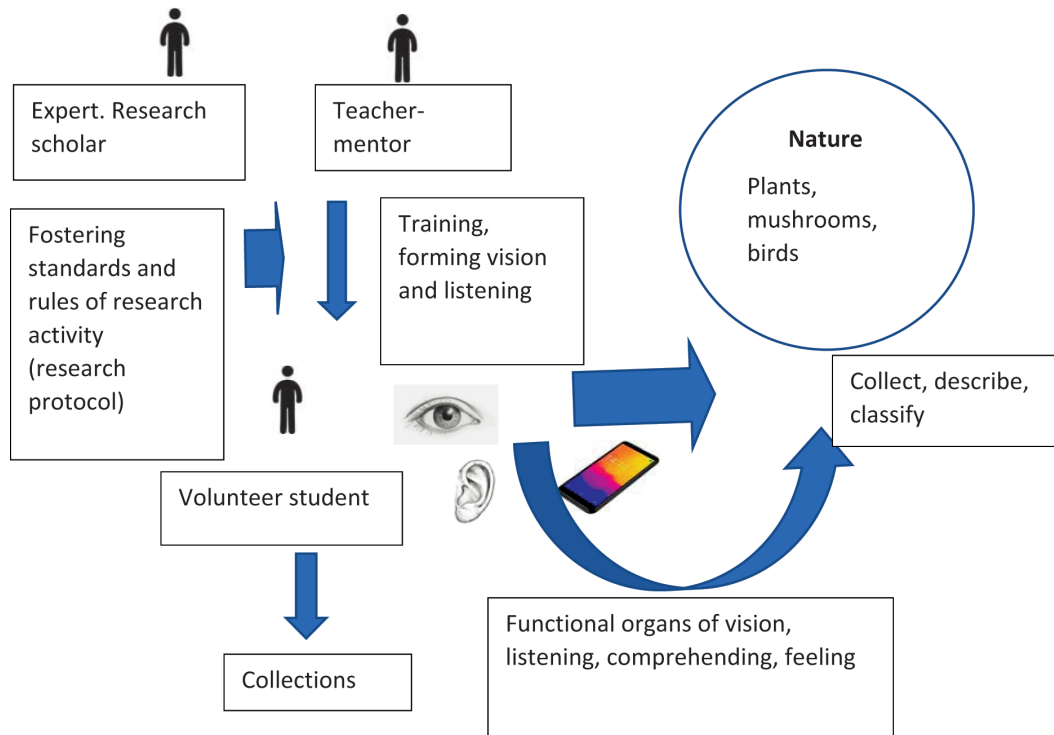 Expert. Research
scholar
Teacher-
mentor
Nature
Plants,
mushrooms,
birds
Fostering
standards and
rules of research
activity
(research
protocol)
Training,
forming vision
and listening
Collect, describe,
classify
Volunteer student
Functional organs of vision,
listening, comprehending, feeling
Collections